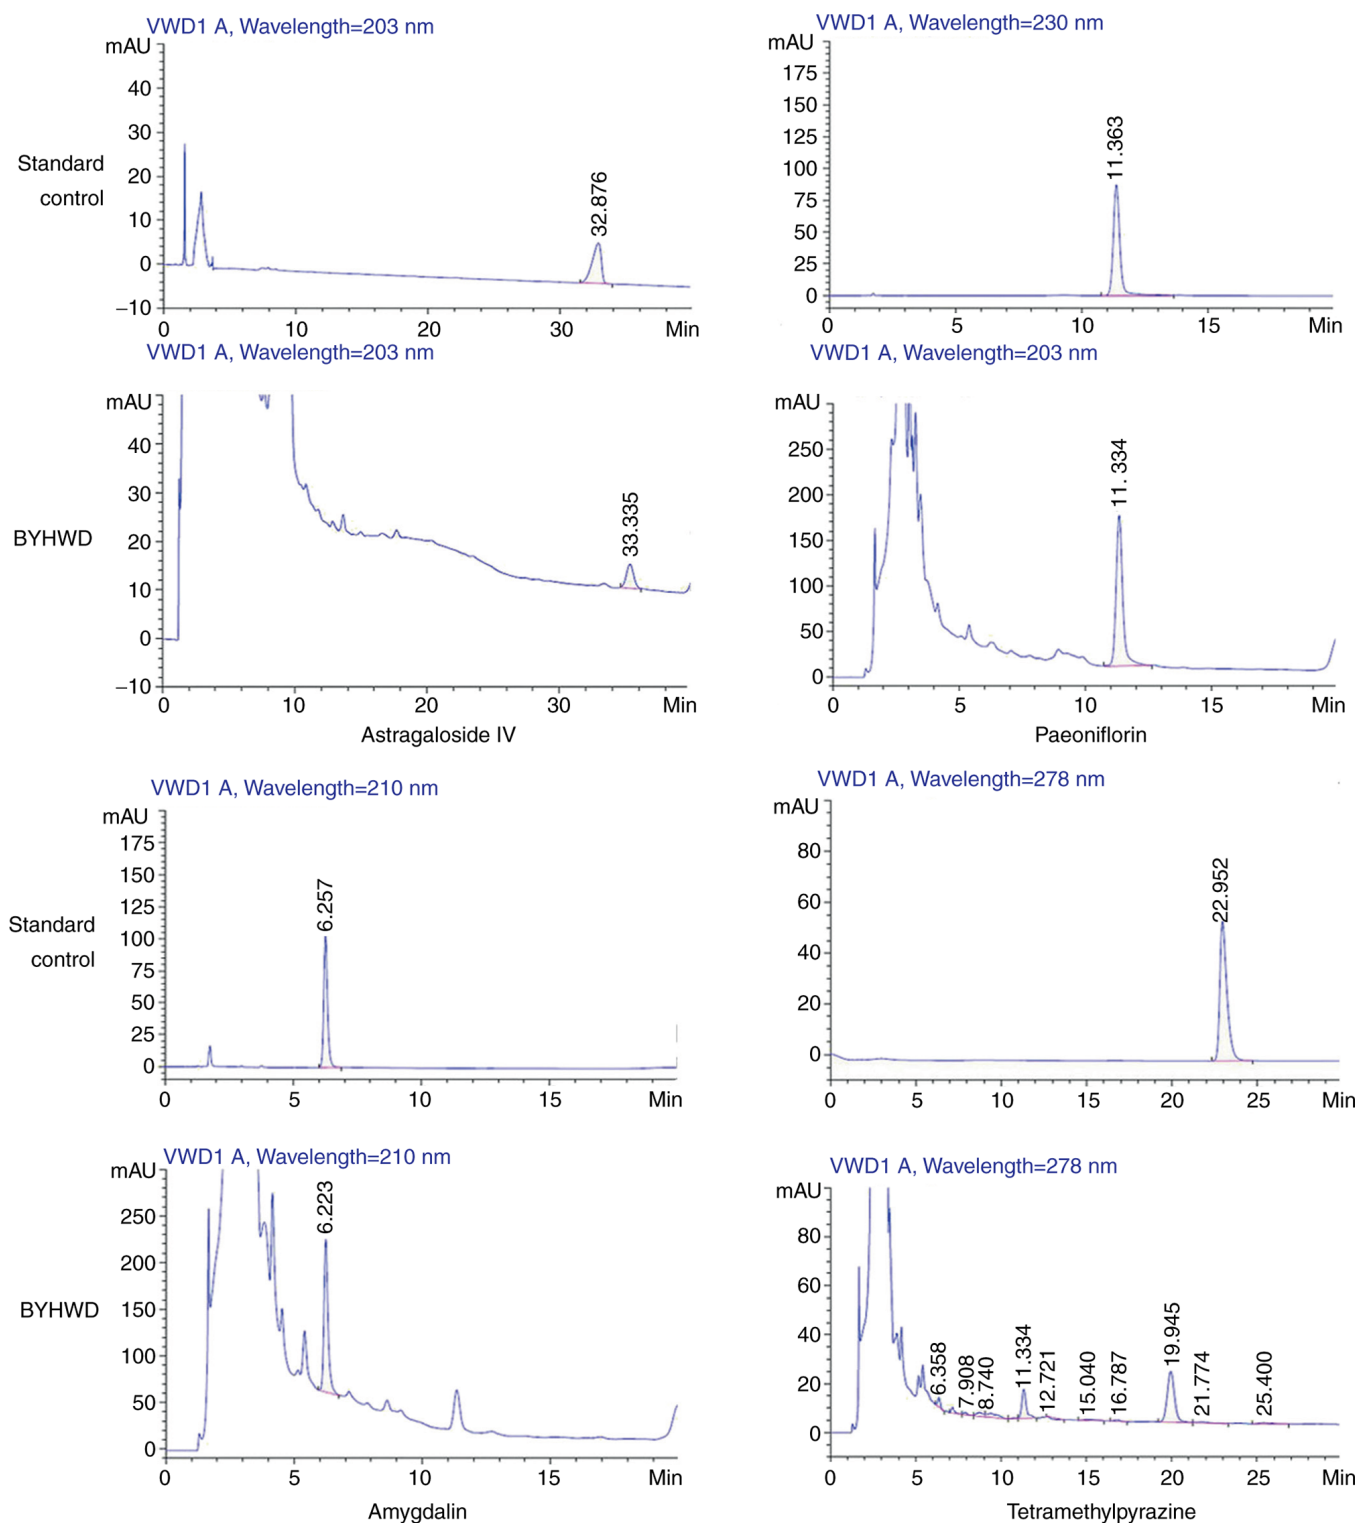 VWD1 A, Wavelength=203 nm
mAU
40
30
20
10
0
−10
0 10 20 30 Min
32.876
Standard
control
VWD1 A, Wavelength=230 nm
mAU
175
150
125
100
75
50
25
0
0 5 10 15 Min
11.363
VWD1 A, Wavelength=203 nm
mAU
40
30
20
10
0
−10
0 10 20 30 Min
33.335
BYHWD
Astragaloside IV
VWD1 A, Wavelength=203 nm
mAU
250
200
150
100
50
0
0 5 10 15 Min
11. 334
Paeoniflorin
VWD1 A, Wavelength=210 nm
mAU
175
150
125
100
75
50
25
0
0 5 10 15 Min
6.257
Standard
control
VWD1 A, Wavelength=278 nm
mAU
80
60
40
20
0
0 5 10 15 20 25 Min
22.952
VWD1 A, Wavelength=210 nm
mAU
250
200
150
100
50
0
0 5 10 15 Min
6.223
BYHWD
Amygdalin
VWD1 A, Wavelength=278 nm
mAU
80
60
40
20
0
0 5 10 15 20 25 Min
6.358
7.908
8.740
11.334
12.721
15.040
16.787
19.945
21.774
25.400
Tetramethylpyrazine